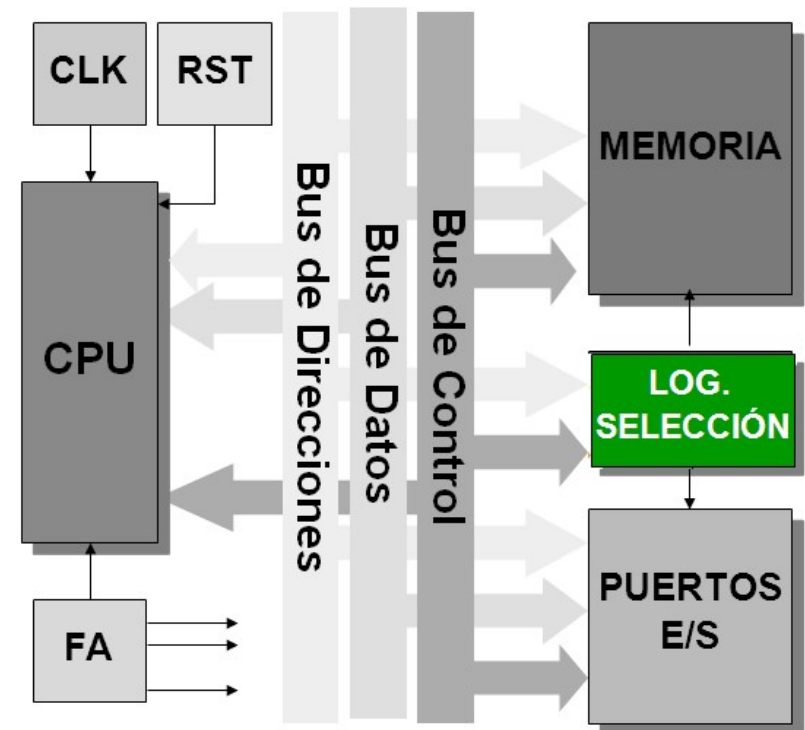 CLK
RST
MEMORIA
Bus de Direcciones
Bus de Datos
Bus de Control
CPU
LOG.
SELECCIÓN
FA
PUERTOS
E/S